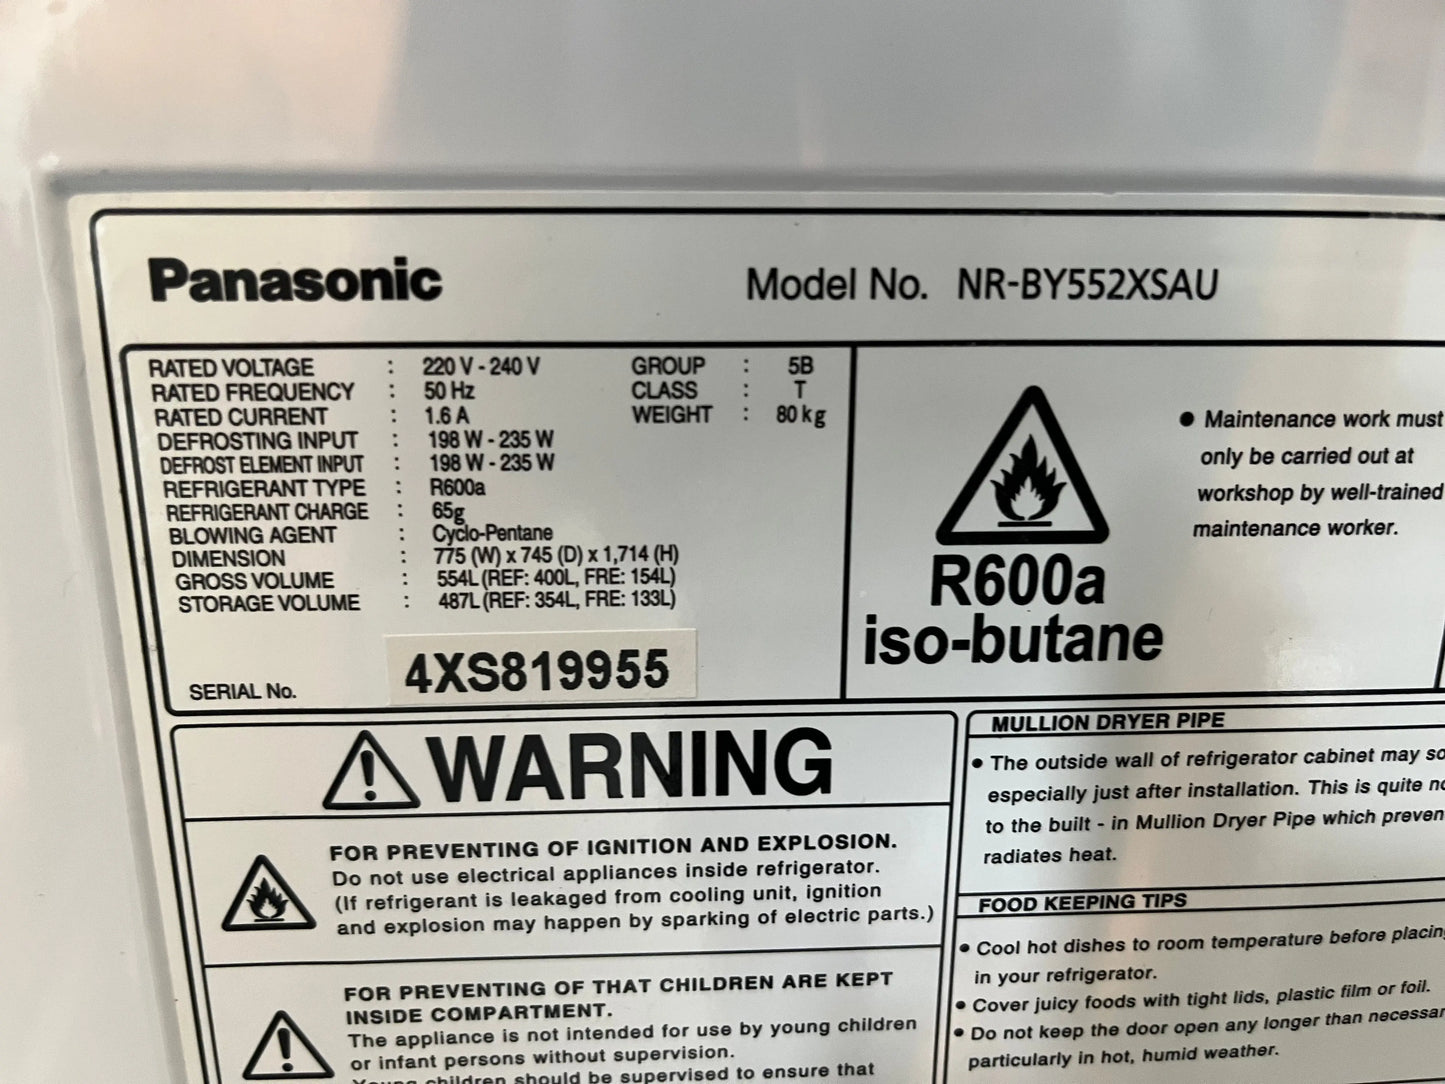 Panasonic
Model No. NR-BY552XSAU
RATED VOLTAGE : 220 V - 240 V GROUP : 5B
RATED FREQUENCY : 50 Hz CLASS : T
RATED CURRENT : 1.6 A WEIGHT : 80 kg
DEFROSTING INPUT : 198 W - 235 W
DEFROST ELEMENT INPUT : 198 W - 235 W
REFRIGERANT TYPE : R600a
REFRIGERANT CHARGE : 65g
BLOWING AGENT : Cyclo-Pentane
DIMENSION : 775 (W) x 745 (D) x 1,714 (H)
GROSS VOLUME : 554L (REF: 400L, FRE: 154L)
STORAGE VOLUME : 487L (REF: 354L, FRE: 133L)
SERIAL No. 4XS819955
R600a
iso-butane
● Maintenance work must
only be carried out at
workshop by well-trained
maintenance worker.
WARNING
FOR PREVENTING OF IGNITION AND EXPLOSION.
Do not use electrical appliances inside refrigerator.
(If refrigerant is leakaged from cooling unit, ignition
and explosion may happen by sparking of electric parts.)
FOR PREVENTING OF THAT CHILDREN ARE KEPT
INSIDE COMPARTMENT.
The appliance is not intended for use by young children
or infant persons without supervision.
Young children should be supervised to ensure that
MULLION DRYER PIPE
● The outside wall of refrigerator cabinet may
especially just after installation. This is quite
to the built - in Mullion Dryer Pipe which
radiates heat.
FOOD KEEPING TIPS
● Cool hot dishes to room temperature before
in your refrigerator.
● Cover juicy foods with tight lids, plastic film or foil.
● Do not keep the door open any longer than
particularly in hot, humid weather.